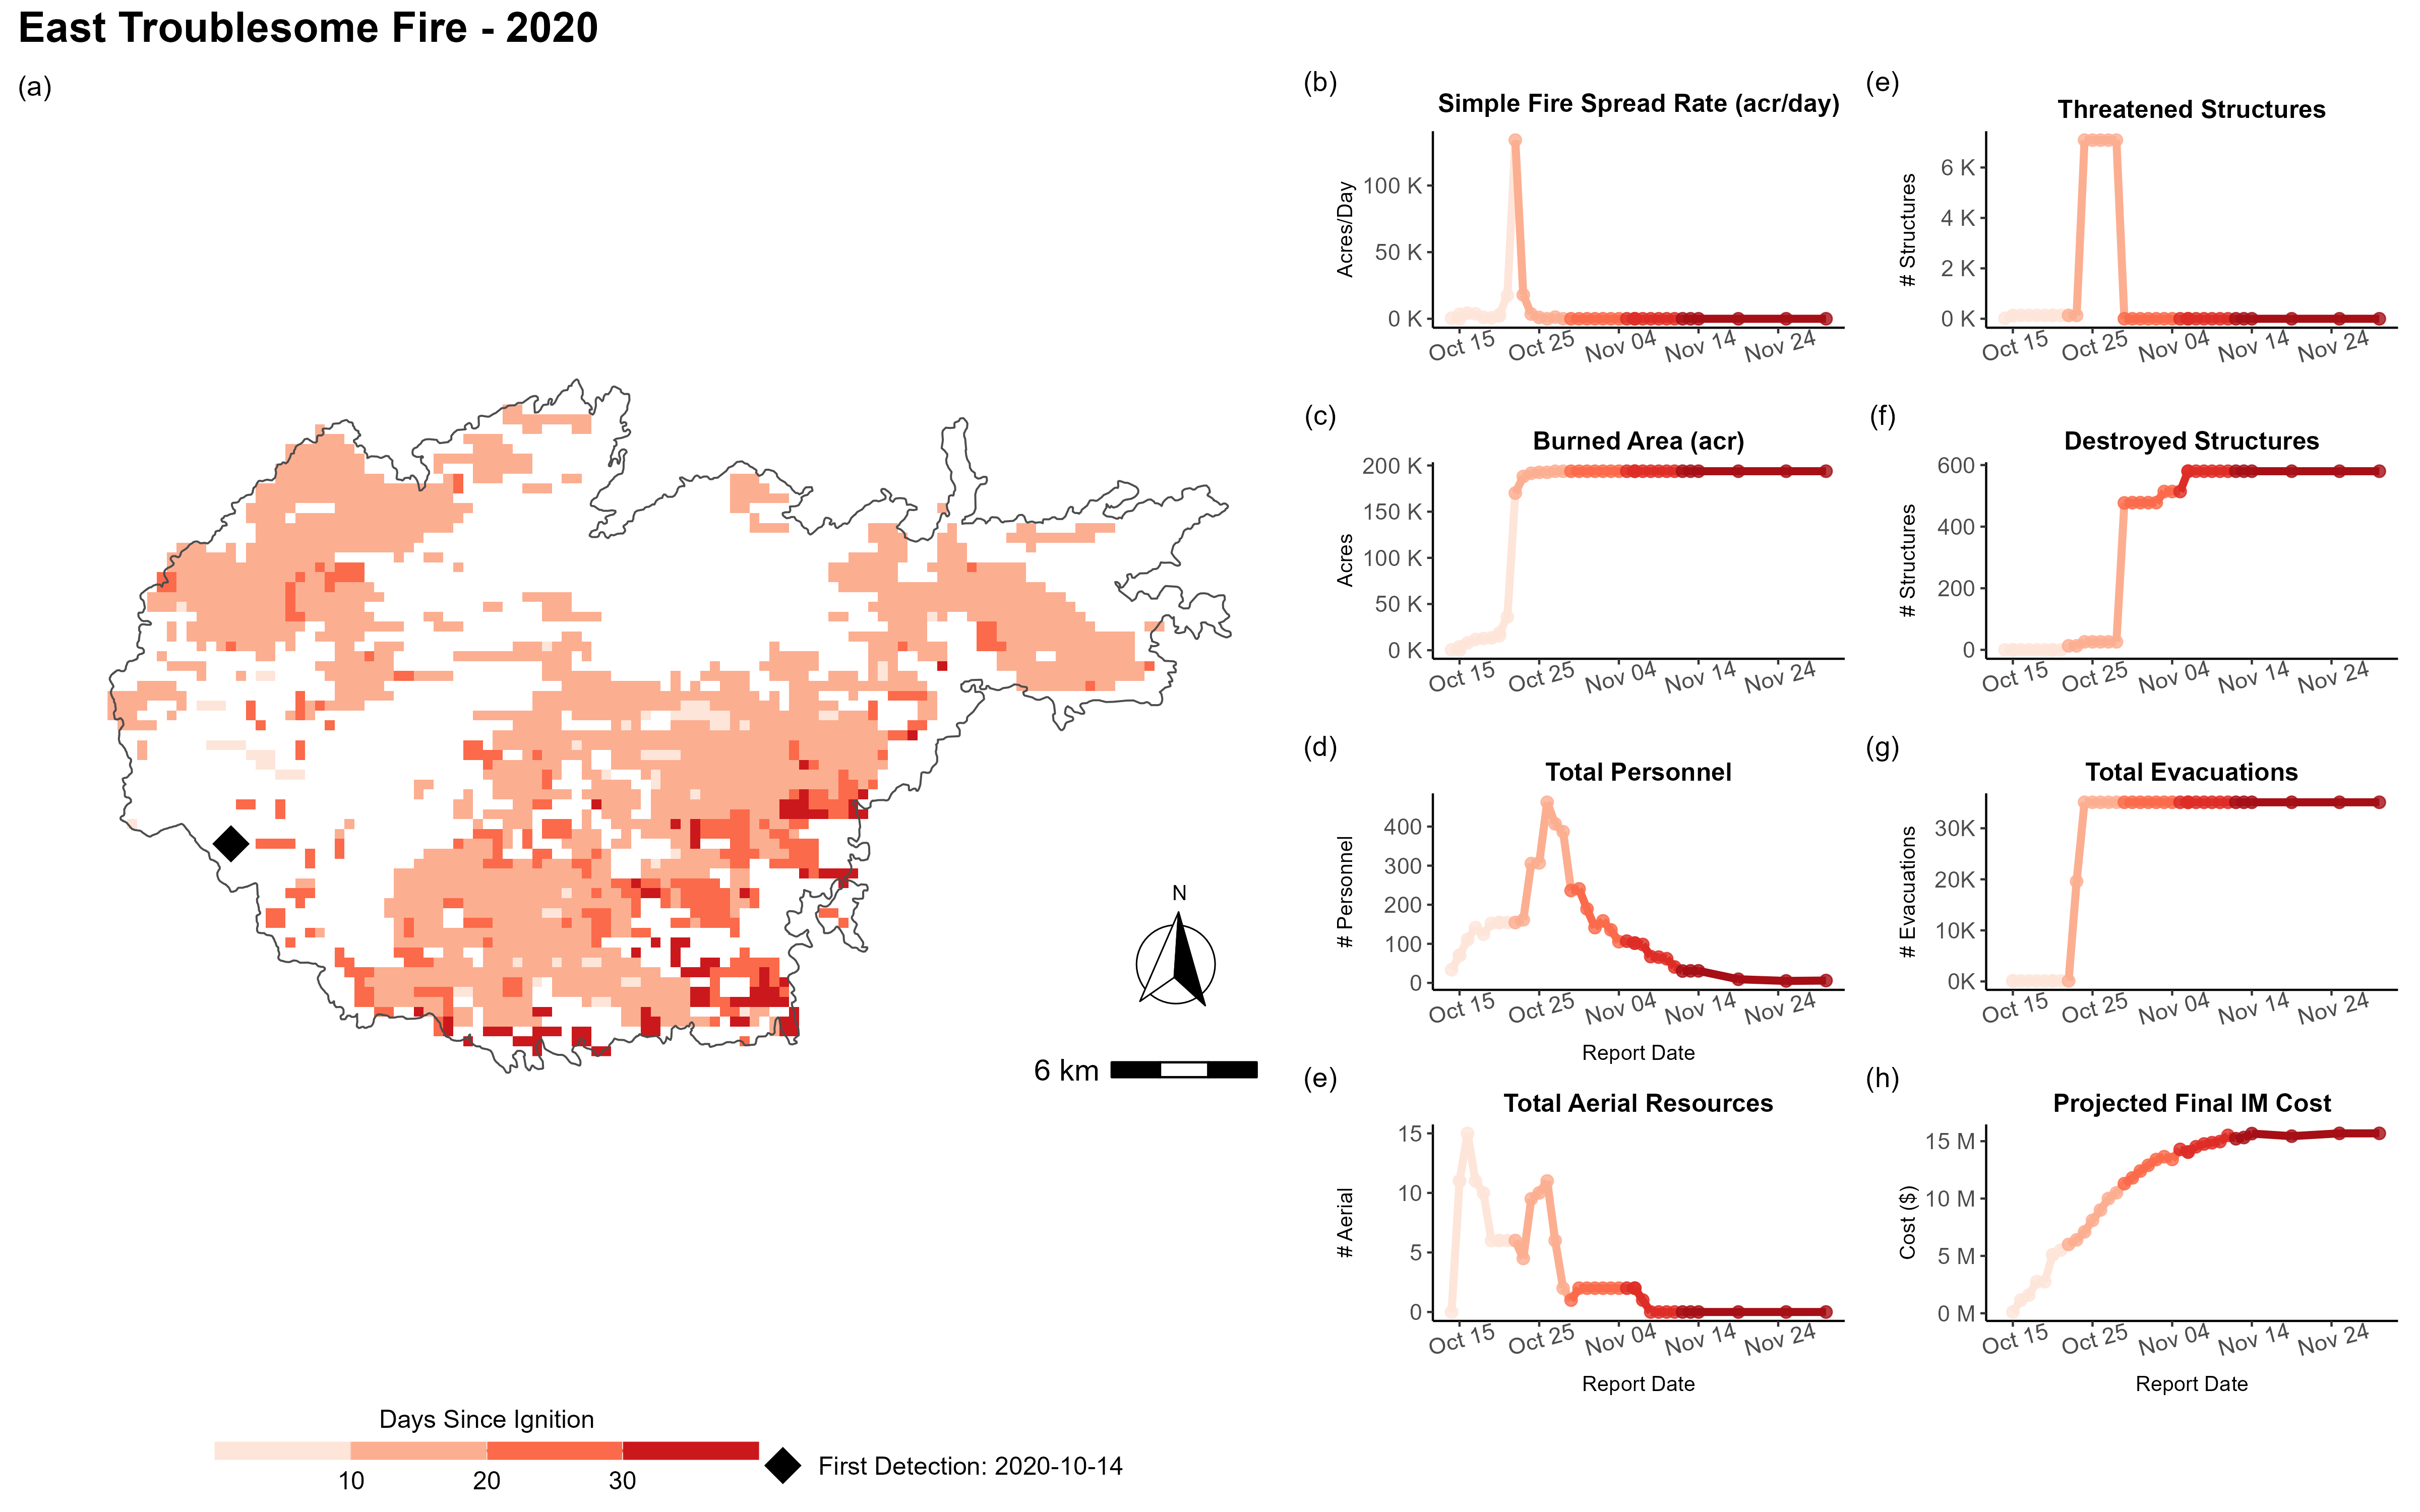 East Troublesome Fire - 2020
(a)
N
6 km
Days Since Ignition
10 20 30
First Detection: 2020-10-14
(b)
Simple Fire Spread Rate (acr/day)
Acres/Day
100 K
50 K
0 K
Oct 15 Oct 25 Nov 04 Nov 14 Nov 24
(e)
Threatened Structures
# Structures
6 K
4 K
2 K
0 K
Oct 15 Oct 25 Nov 04 Nov 14 Nov 24
(c)
Burned Area (acr)
Acres
200 K
150 K
100 K
50 K
0 K
Oct 15 Oct 25 Nov 04 Nov 14 Nov 24
(f)
Destroyed Structures
# Structures
600
400
200
0
Oct 15 Oct 25 Nov 04 Nov 14 Nov 24
(d)
Total Personnel
# Personnel
400
300
200
100
0
Oct 15 Oct 25 Nov 04 Nov 14 Nov 24
Report Date
(g)
Total Evacuations
# Evacuations
30K
20K
10K
0K
Oct 15 Oct 25 Nov 04 Nov 14 Nov 24
(e)
Total Aerial Resources
# Aerial
15
10
5
0
Oct 15 Oct 25 Nov 04 Nov 14 Nov 24
Report Date
(h)
Projected Final IM Cost
Cost ($)
15 M
10 M
5 M
0 M
Oct 15 Oct 25 Nov 04 Nov 14 Nov 24
Report Date